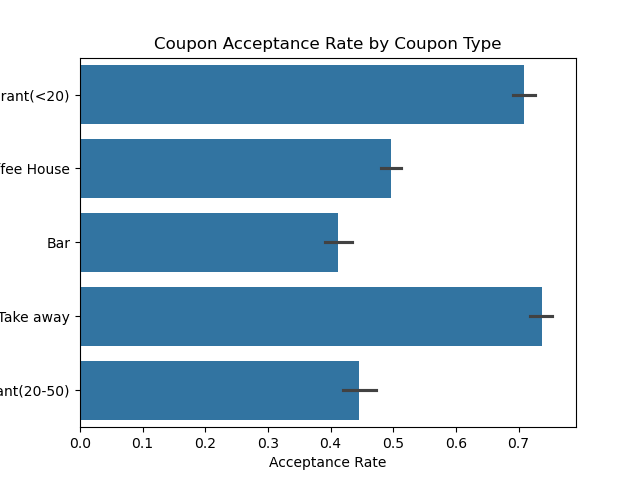 Coupon Acceptance Rate by Coupon Type
rant(<20)
ffee House
Bar
Take away
ant(20-50)
0.0 0.1 0.2 0.3 0.4 0.5 0.6 0.7
Acceptance Rate